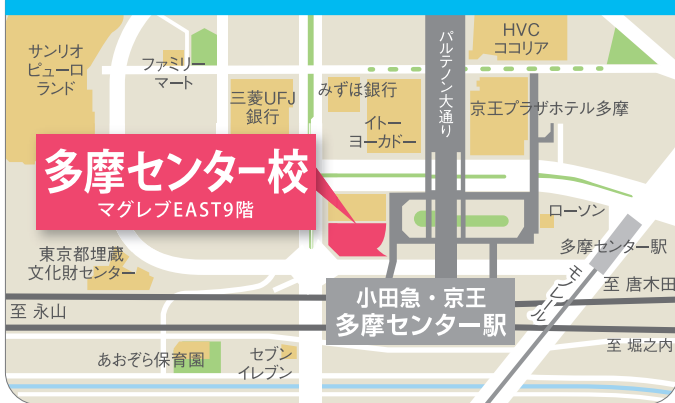 サンリオ
ピューロ
ランド
ファミリー
マート
三菱UFJ
銀行
みずほ銀行
イトー
ヨーカドー
パルテノン大通り
HVC
ココリア
京王プラザホテル多摩
多摩センター校
マグレブEAST9階
ローソン
多摩センター駅
東京都埋蔵
文化財センター
モノレール
至 唐木田
至 永山
小田急・京王
多摩センター駅
至 堀之内
あおぞら保育園
セブン
イレブン